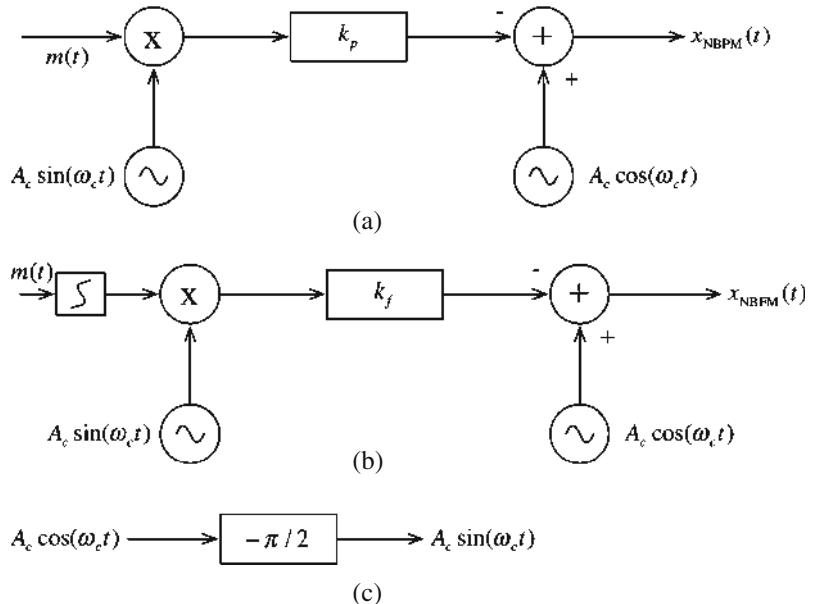 X
k_p
-
+
x_NBPM(t)
m(t)
+
A_c sin(ω_c t)
A_c cos(ω_c t)
(a)
m(t)
∫
X
k_f
-
+
x_NBFM(t)
+
A_c sin(ω_c t)
A_c cos(ω_c t)
(b)
A_c cos(ω_c t)
-π/2
A_c sin(ω_c t)
(c)